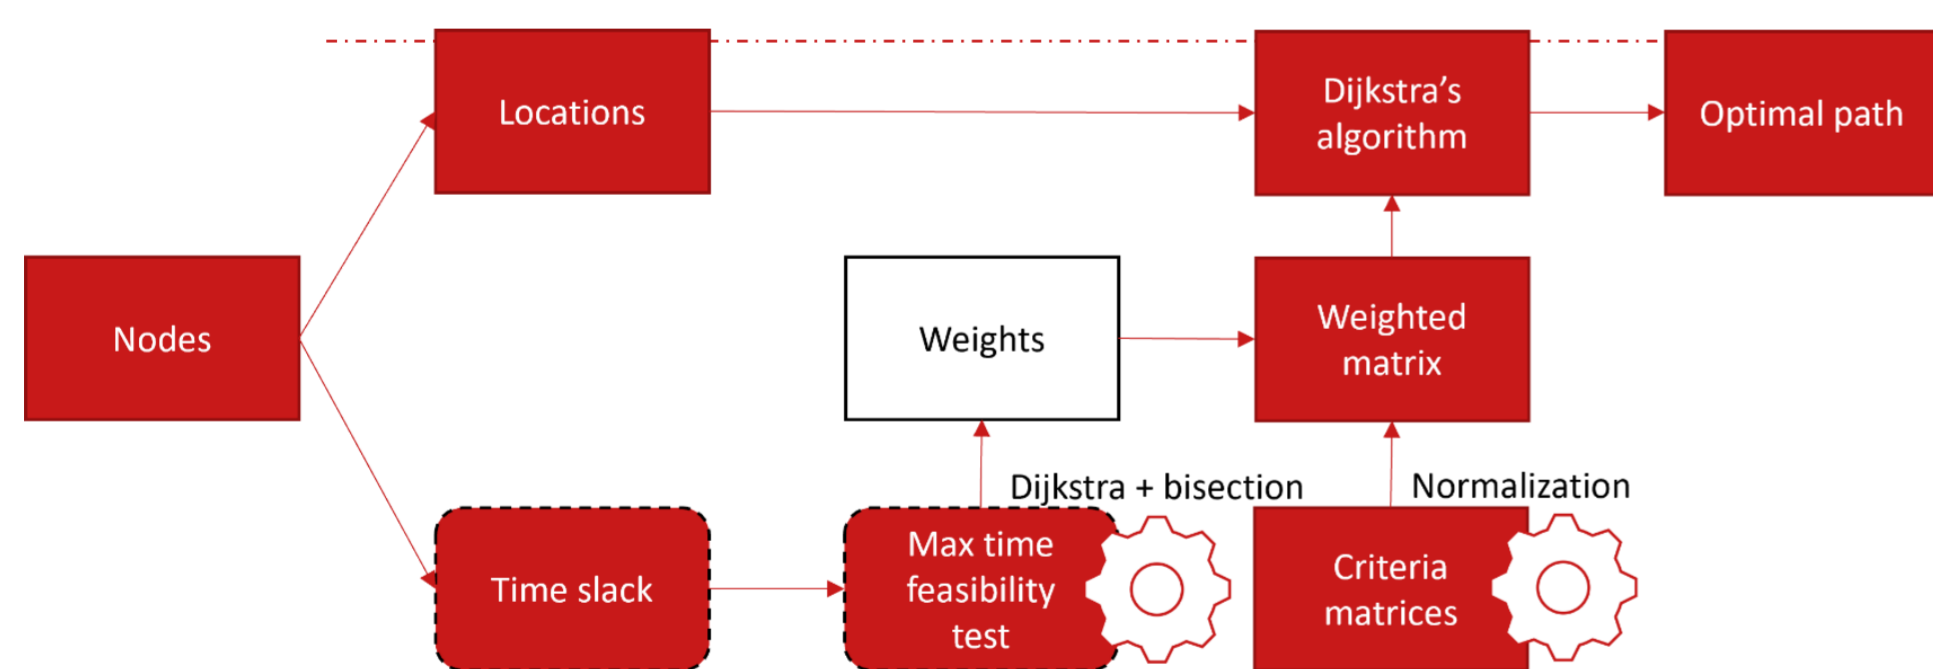 Locations
Dijkstra’s
algorithm
Optimal path
Nodes
Weights
Weighted
matrix
Dijkstra + bisection
Normalization
Time slack
Max time
feasibility
test
Criteria
matrices